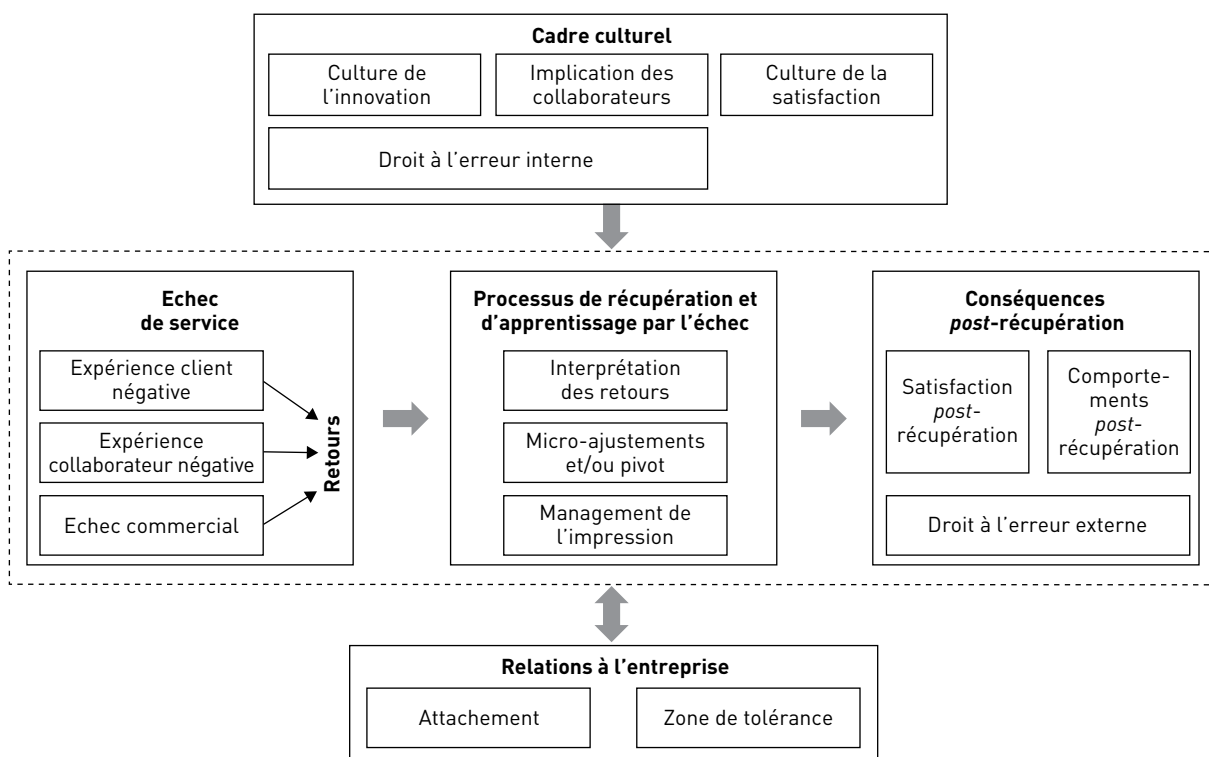 Cadre culturel
Culture de
l'innovation
Implication des
collaborateurs
Culture de la
satisfaction
Droit à l'erreur interne
Echec
de service
Expérience client
négative
Expérience
collaborateur négative
Echec commercial
Retours
Processus de récupération et
d'apprentissage par l'échec
Interprétation
des retours
Micro-ajustements
et/ou pivot
Management de
l'impression
Conséquences
post-récupération
Satisfaction
post-
récupération
Comporte-
ments
post-
récupération
Droit à l'erreur externe
Relations à l'entreprise
Attachement
Zone de tolérance